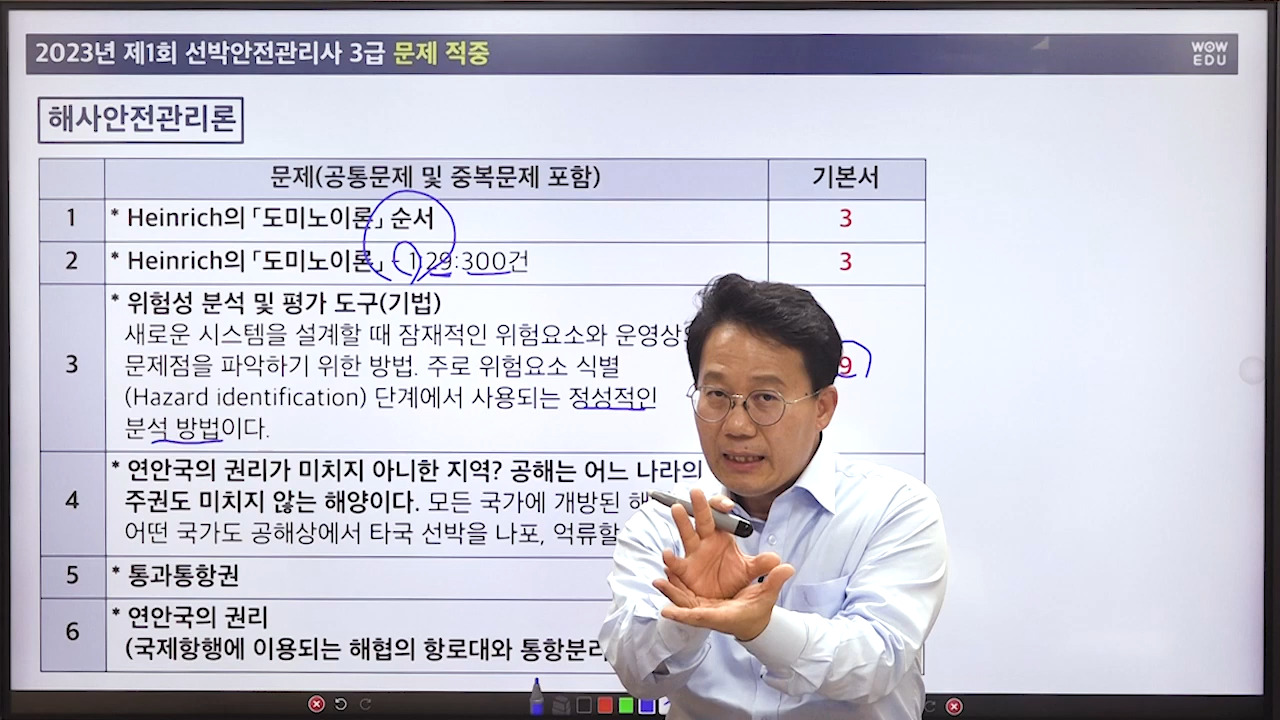 2023년 제1회 선박안전관리사 3급 문제 적중
WOW
EDU
해사안전관리론
문제(공통문제 및 중복문제 포함) 기본서
1 * Heinrich의 「도미노이론」 순서 3
2 * Heinrich의 「도미노이론」 - 1:29:300건 3
* 위험성 분석 및 평가 도구(기법)
새로운 시스템을 설계할 때 잠재적인 위험요소와 운영상의
3 문제점을 파악하기 위한 방법. 주로 위험요소 식별 9
(Hazard identification) 단계에서 사용되는 정성적인
분석 방법이다.
* 연안국의 권리가 미치지 아니한 지역? 공해는 어느 나라의
4 주권도 미치지 않는 해양이다. 모든 국가에 개방된
어떤 국가도 공해상에서 타국 선박을 나포, 억류할
5 * 통과통항권
* 연안국의 권리
6 (국제항행에 이용되는 해협의 항로대와 통항분리